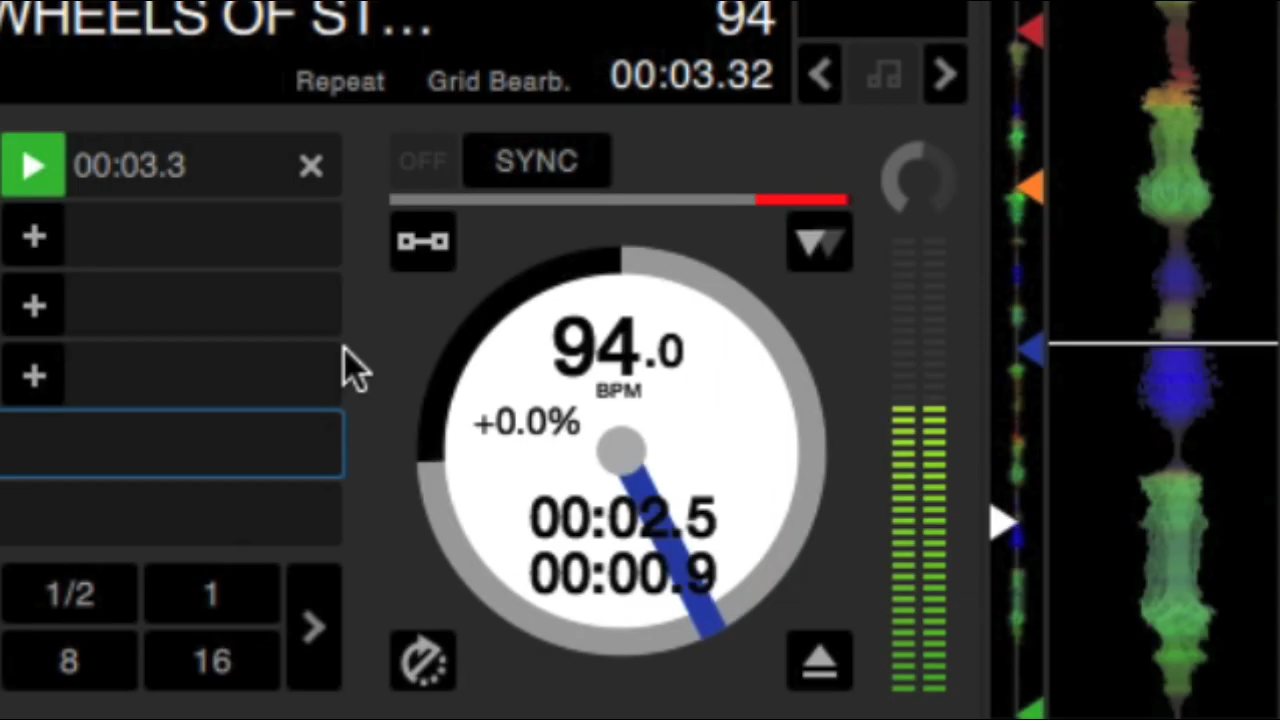 WHEELS OF ST...
94
Repeat
Grid Bearb.
00:03.32
00:03.3
OFF
SYNC
94.0
BPM
+0.0%
00:02.5
00:00.9
1/2
1
8
16